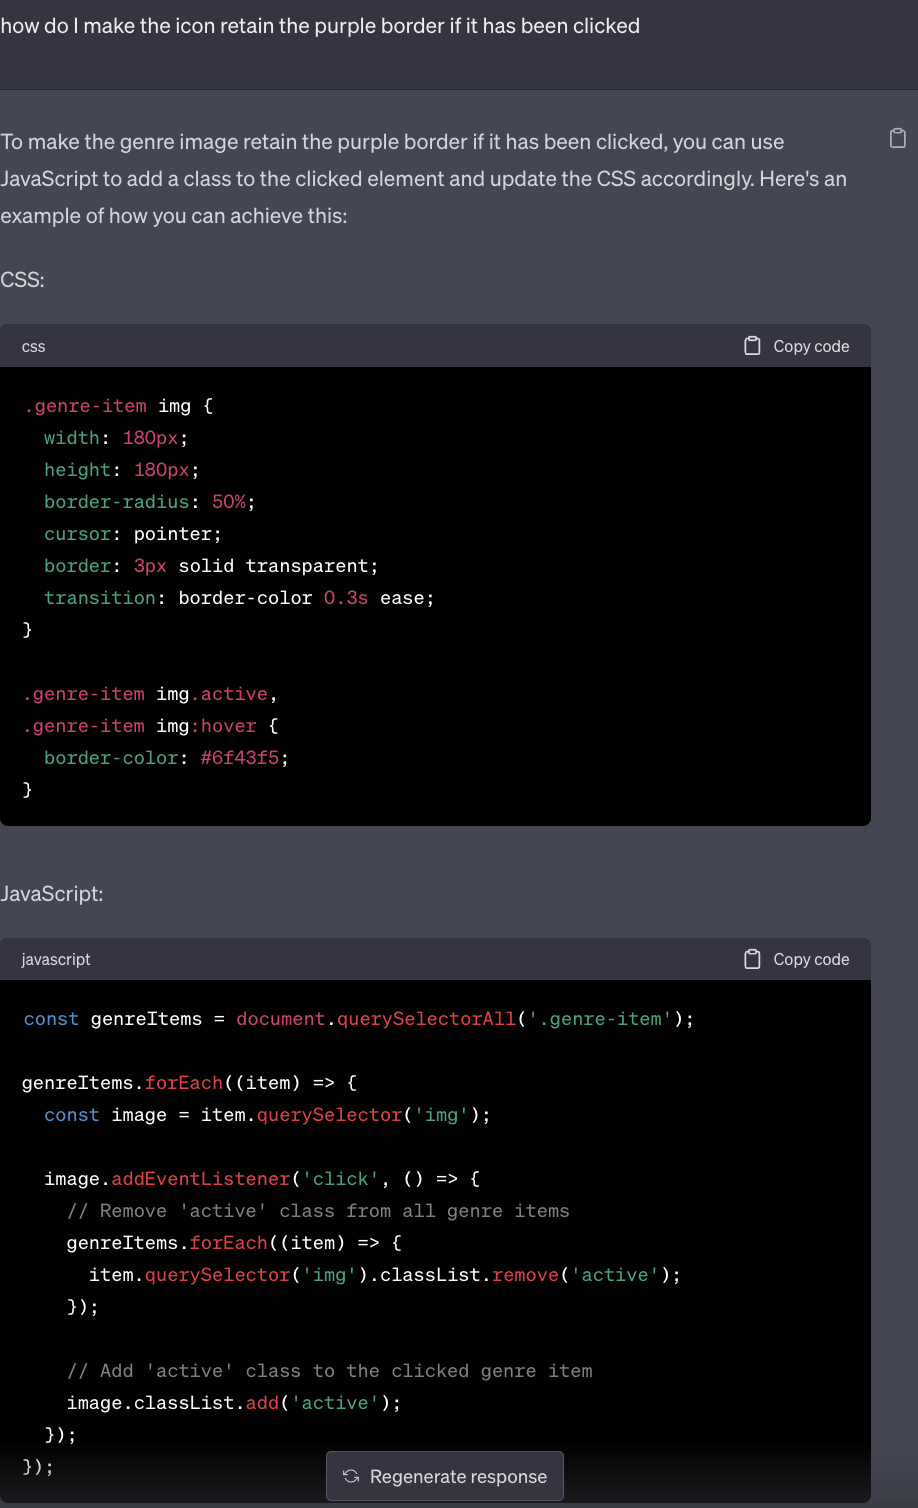 how do I make the icon retain the purple border if it has been clicked
To make the genre image retain the purple border if it has been clicked, you can use
JavaScript to add a class to the clicked element and update the CSS accordingly. Here's an
example of how you can achieve this:
CSS:
css
Copy code
.genre-item img {
  width: 180px;
  height: 180px;
  border-radius: 50%;
  cursor: pointer;
  border: 3px solid transparent;
  transition: border-color 0.3s ease;
}
.genre-item img.active,
.genre-item img:hover {
  border-color: #6f43f5;
}
JavaScript:
javascript
Copy code
const genreItems = document.querySelectorAll('.genre-item');
genreItems.forEach((item) => {
  const image = item.querySelector('img');
  image.addEventListener('click', () => {
    // Remove 'active' class from all genre items
    genreItems.forEach((item) => {
      item.querySelector('img').classList.remove('active');
    });
    // Add 'active' class to the clicked genre item
    image.classList.add('active');
  });
});
Regenerate response